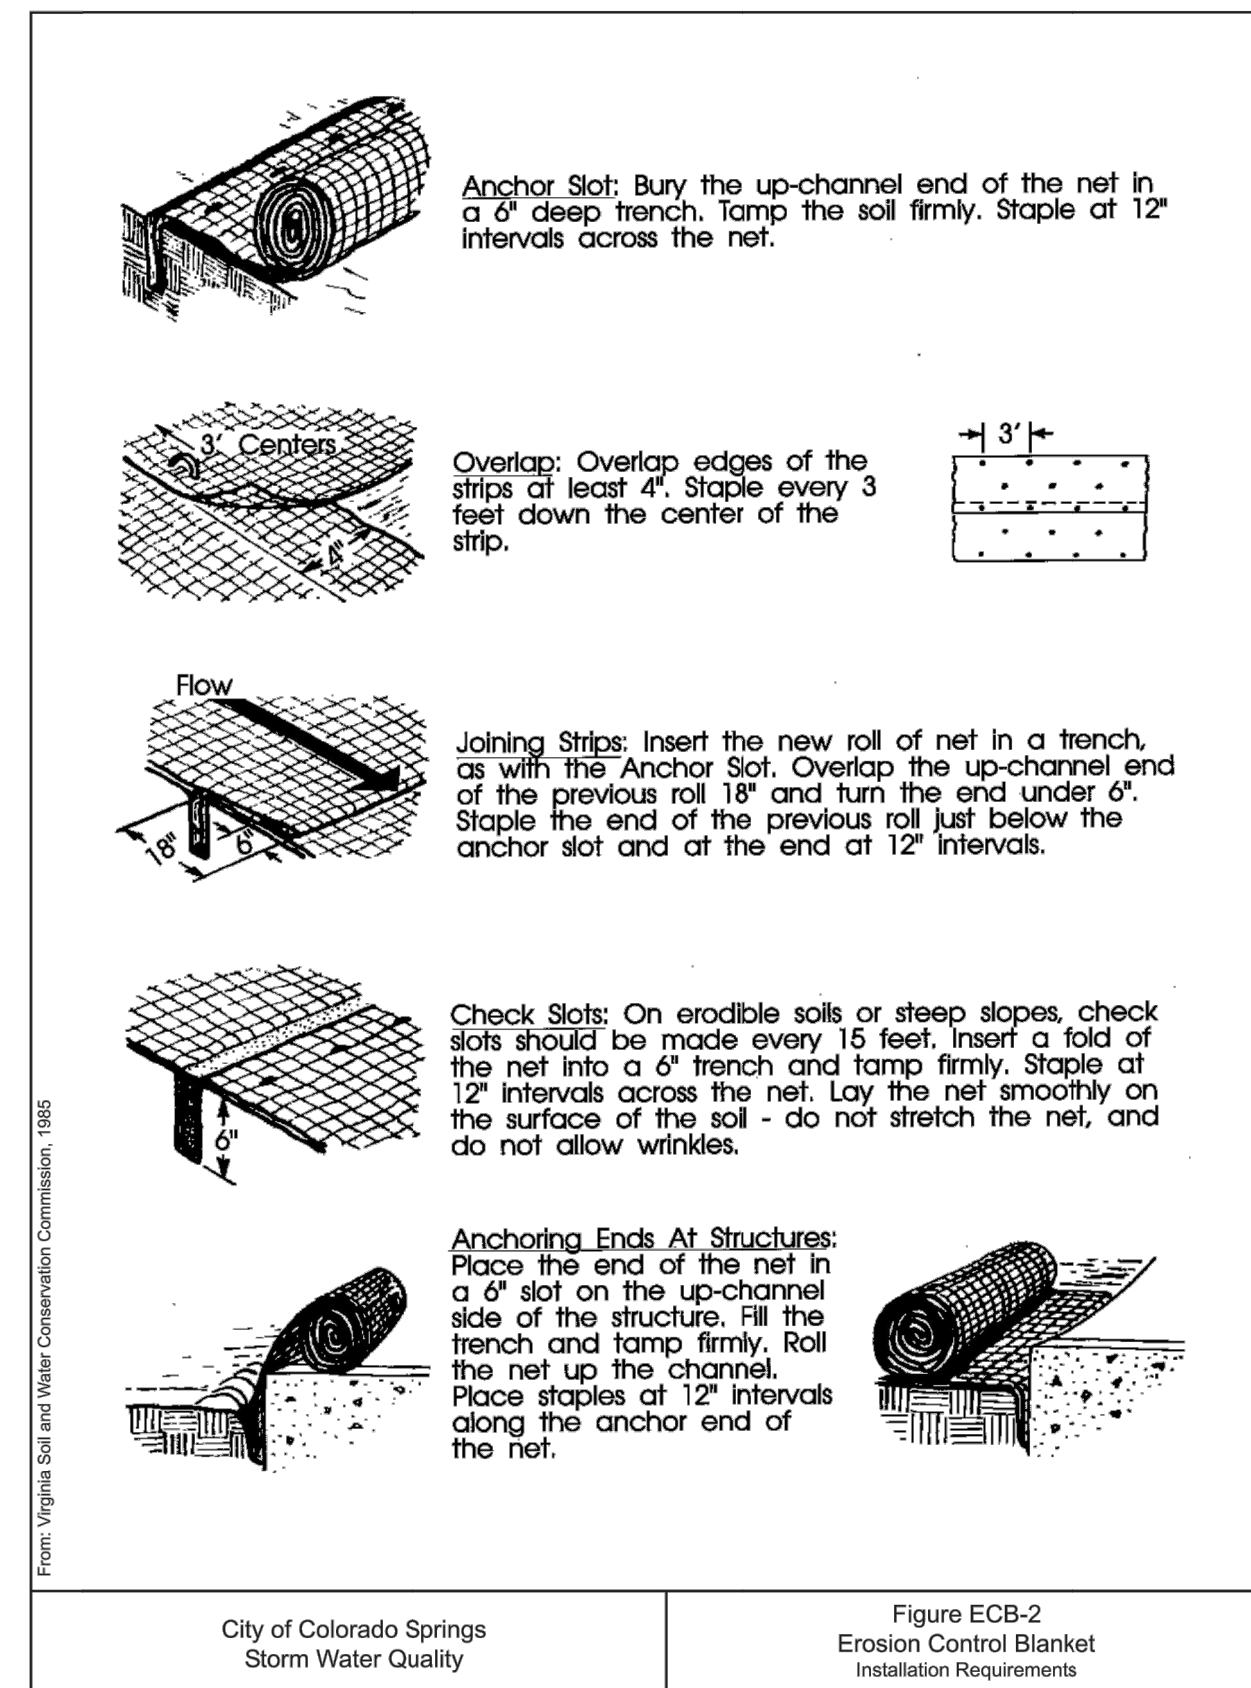 Anchor Slot: Bury the up-channel end of the net in
a 6" deep trench. Tamp the soil firmly. Staple at 12"
intervals across the net.
3' Centers
4"
Overlap: Overlap edges of the
strips at least 4". Staple every 3
feet down the center of the
strip.
3'
Flow
18"
6"
Joining Strips: Insert the new roll of net in a trench,
as with the Anchor Slot. Overlap the up-channel end
of the previous roll 18" and turn the end under 6".
Staple the end of the previous roll just below the
anchor slot and at the end at 12" intervals.
6"
Check Slots: On erodible soils or steep slopes, check
slots should be made every 15 feet. Insert a fold of
the net into a 6" trench and tamp firmly. Staple at
12" intervals across the net. Lay the net smoothly on
the surface of the soil - do not stretch the net, and
do not allow wrinkles.
Anchoring Ends At Structures:
Place the end of the net in
a 6" slot on the up-channel
side of the structure. Fill the
trench and tamp firmly. Roll
the net up the channel.
Place staples at 12" intervals
along the anchor end of
the net.
From: Virginia Soil and Water Conservation Commission, 1985
City of Colorado Springs
Storm Water Quality
Figure ECB-2
Erosion Control Blanket
Installation Requirements